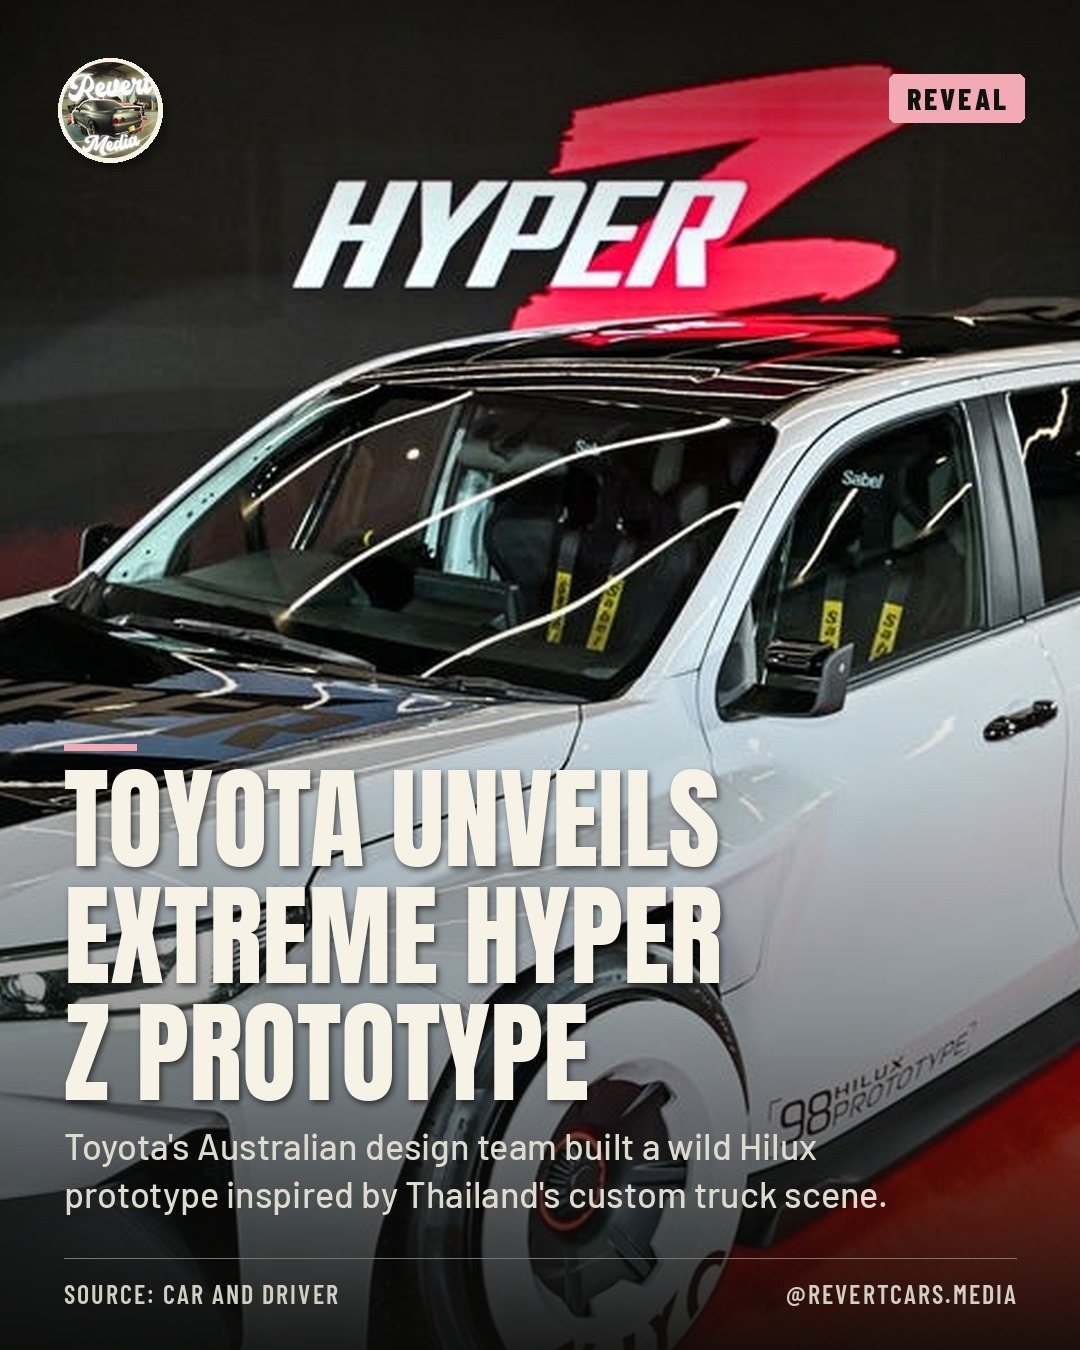 Revert
Media
REVEAL
HYPER Z
Sabel
TOYOTA UNVEILS
EXTREME HYPER
Z PROTOTYPE
98 HILUX
PROTOTYPE
Toyota's Australian design team built a wild Hilux
prototype inspired by Thailand's custom truck scene.
SOURCE: CAR AND DRIVER
@REVERTCARS.MEDIA